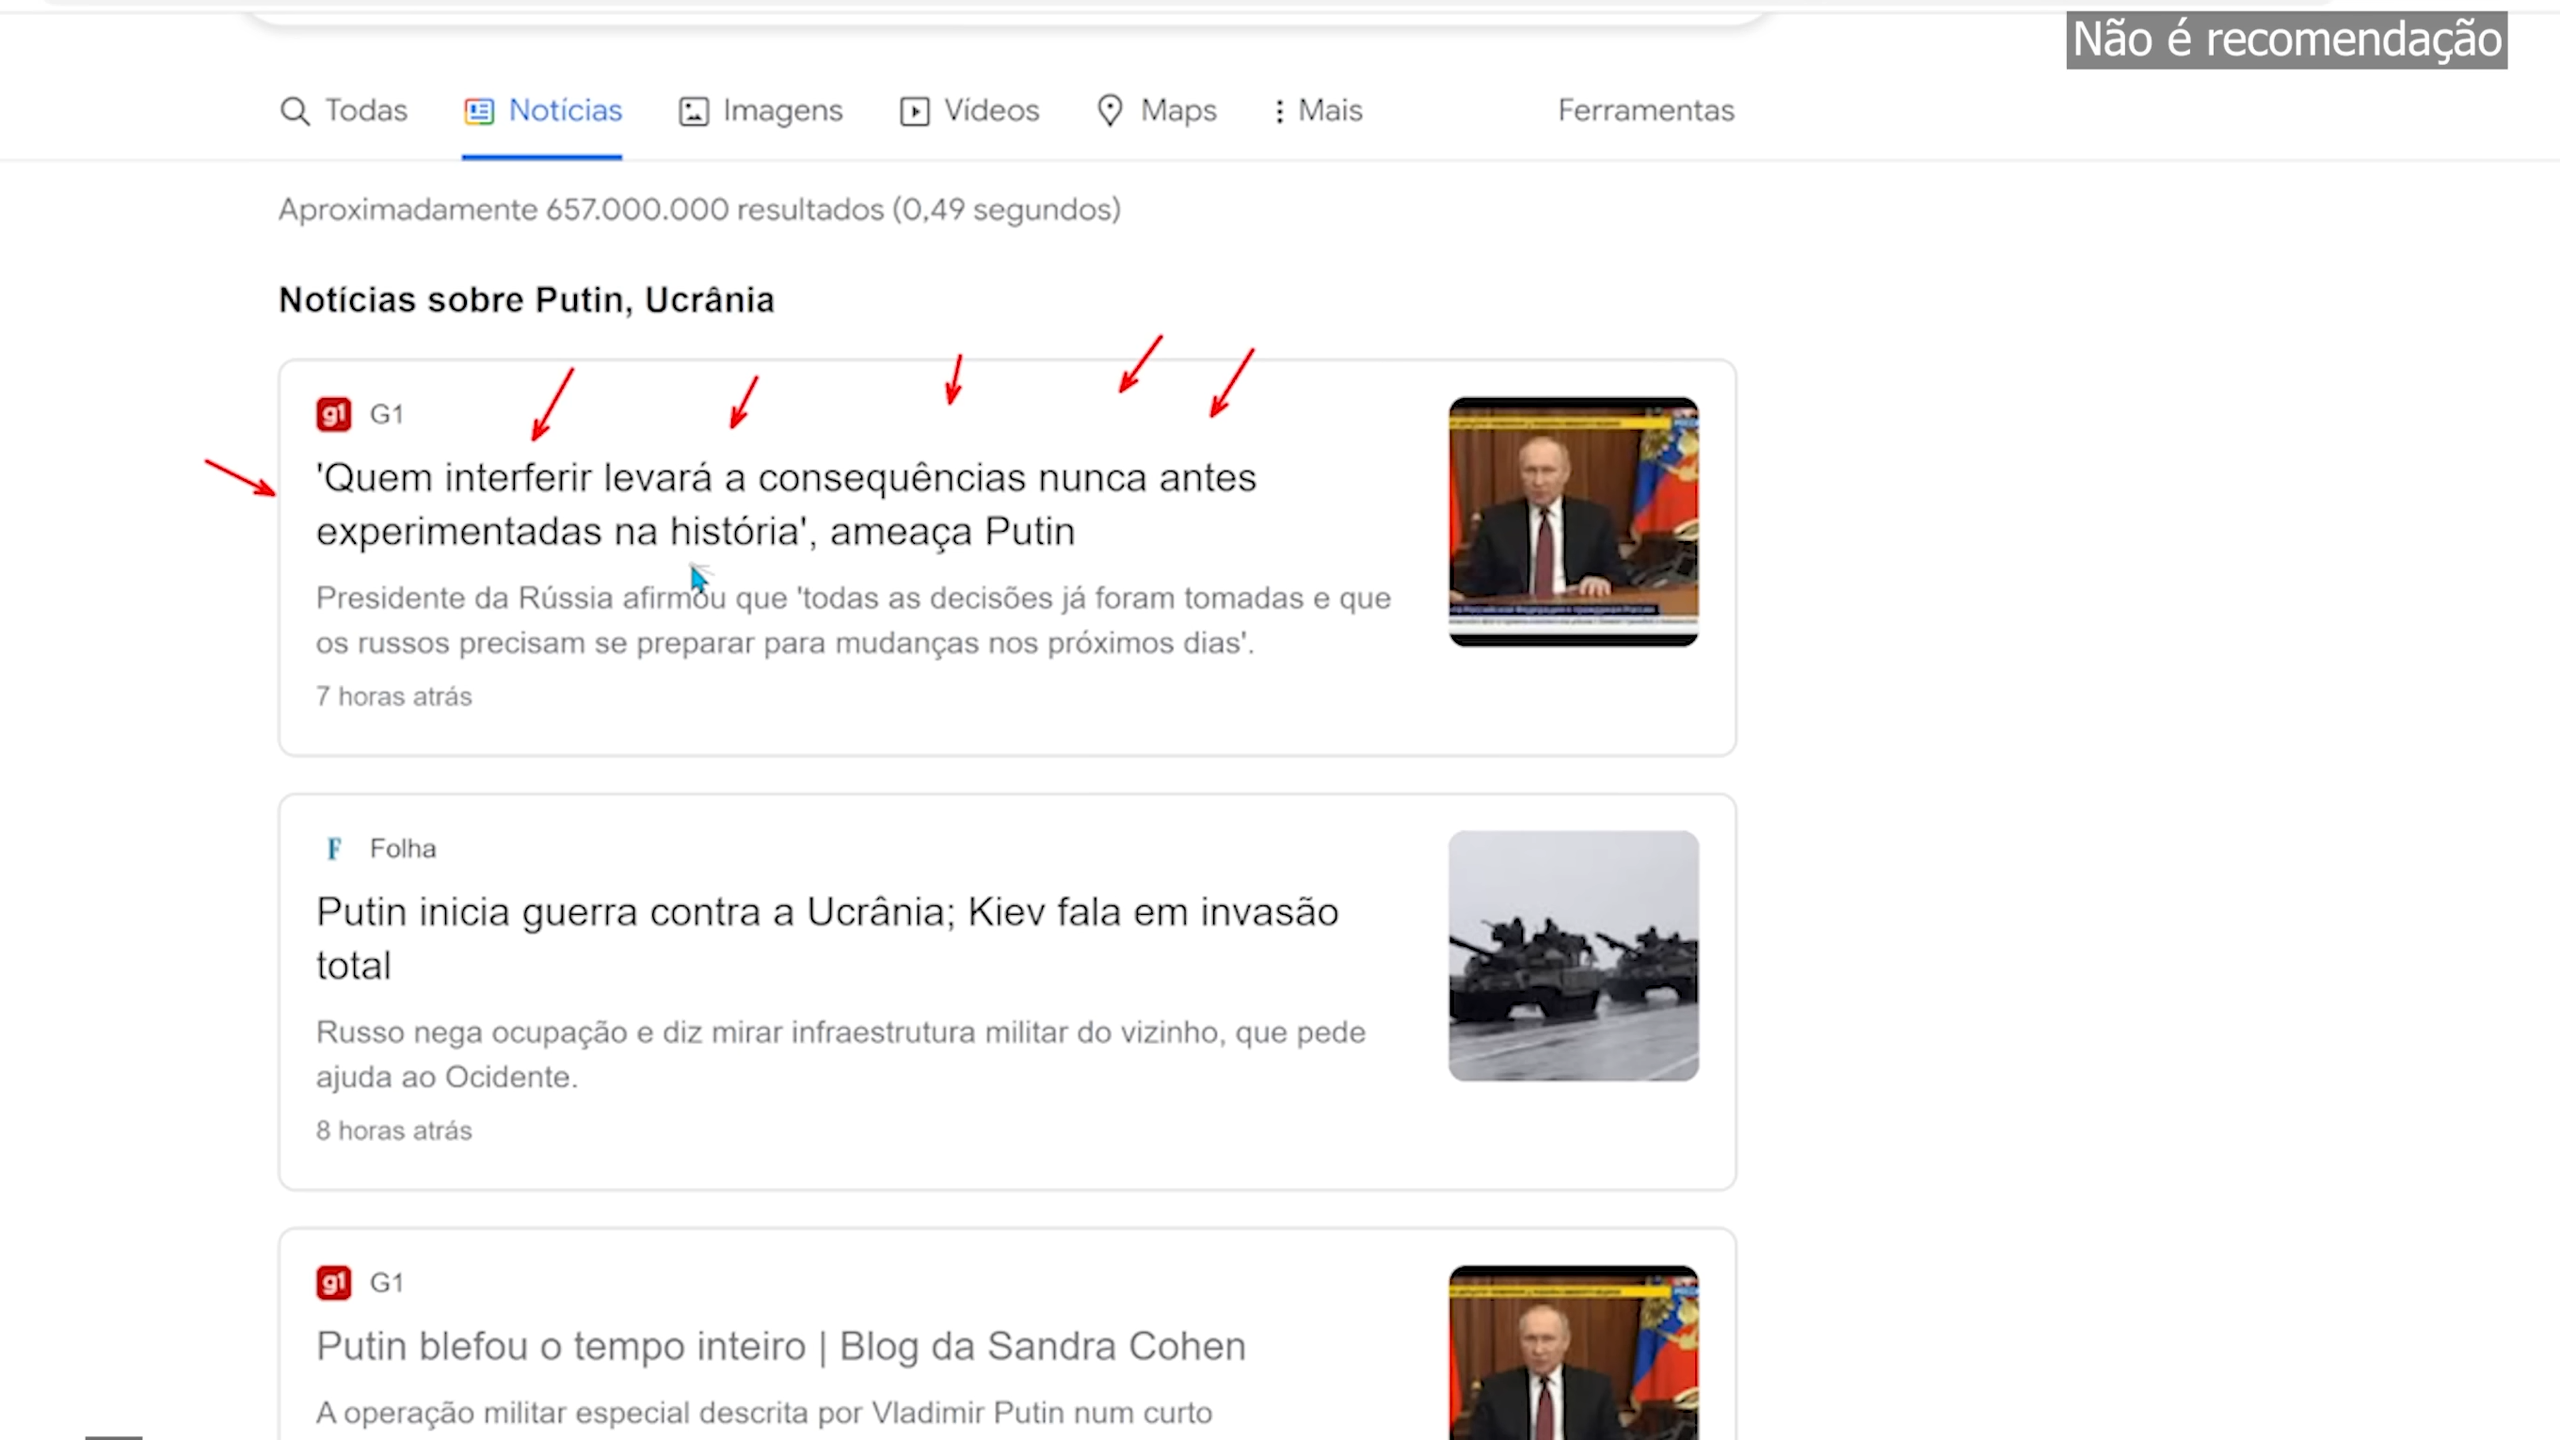 Não é recomendação
Todas
Notícias
Imagens
Vídeos
Maps
Mais
Ferramentas
Aproximadamente 657.000.000 resultados (0,49 segundos)
Notícias sobre Putin, Ucrânia
g1 G1
'Quem interferir levará a consequências nunca antes
experimentadas na história', ameaça Putin
Presidente da Rússia afirmou que 'todas as decisões já foram tomadas e que
os russos precisam se preparar para mudanças nos próximos dias'.
7 horas atrás
F Folha
Putin inicia guerra contra a Ucrânia; Kiev fala em invasão
total
Russo nega ocupação e diz mirar infraestrutura militar do vizinho, que pede
ajuda ao Ocidente.
8 horas atrás
g1 G1
Putin blefou o tempo inteiro | Blog da Sandra Cohen
A operação militar especial descrita por Vladimir Putin num curto